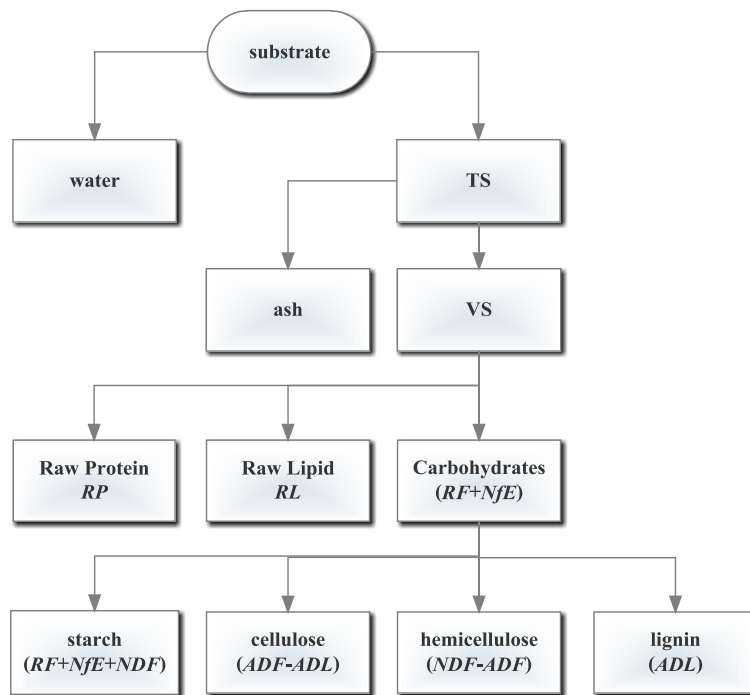 substrate
water
TS
ash
VS
Raw Protein
RP
Raw Lipid
RL
Carbohydrates
(RF+NfE)
starch
(RF+NfE+NDF)
cellulose
(ADF-ADL)
hemicellulose
(NDF-ADF)
lignin
(ADL)